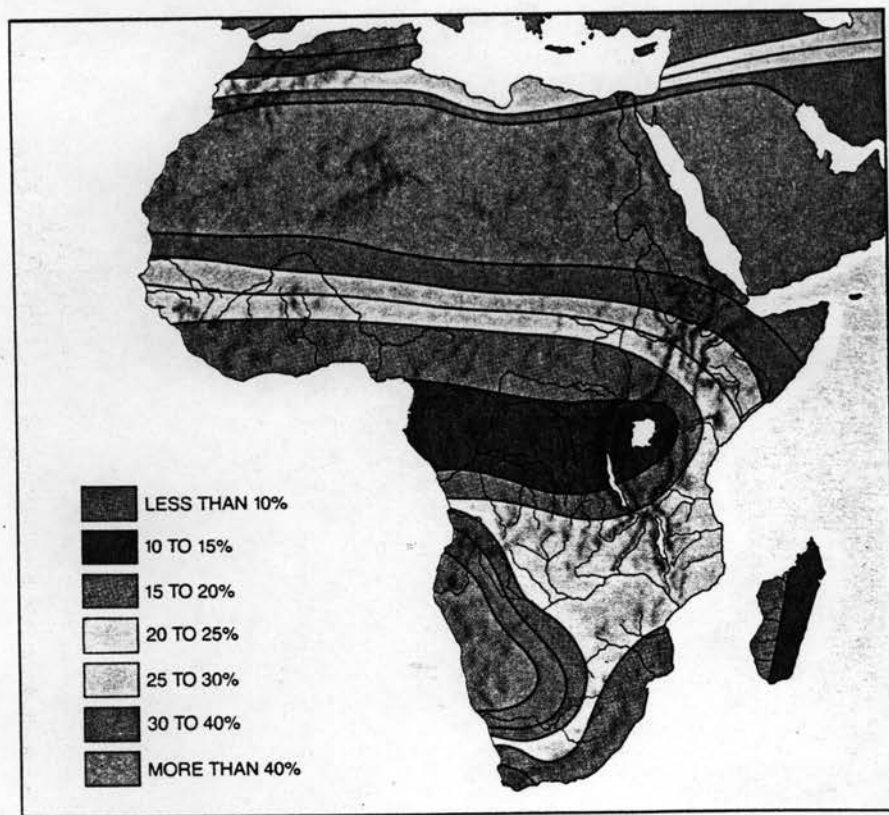 LESS THAN 10%
10 TO 15%
15 TO 20%
20 TO 25%
25 TO 30%
30 TO 40%
MORE THAN 40%